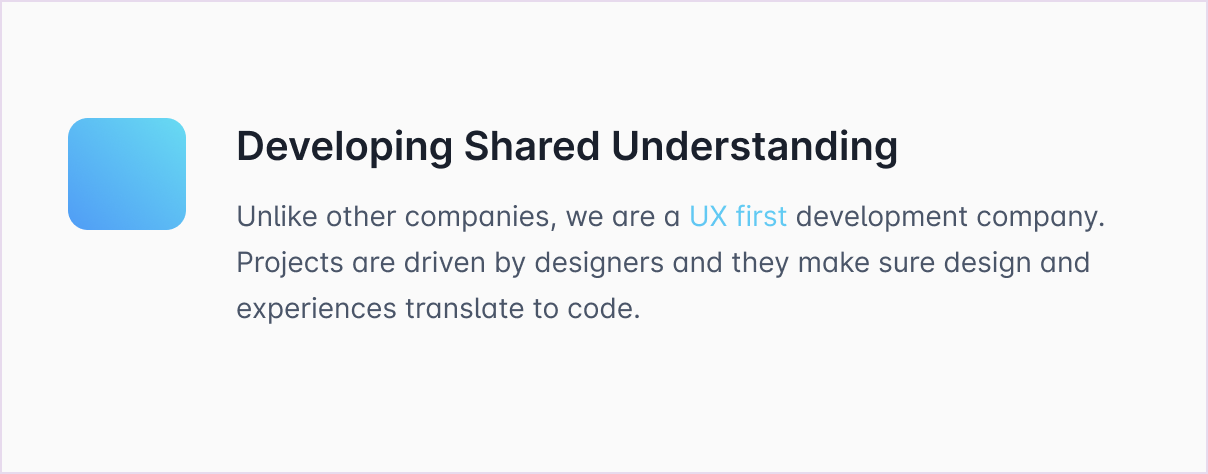 Developing Shared Understanding
Unlike other companies, we are a UX first development company.
Projects are driven by designers and they make sure design and
experiences translate to code.